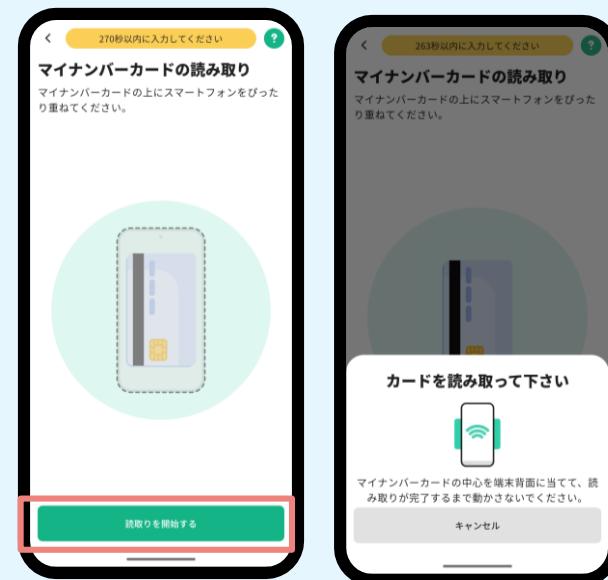 270秒以内に入力してください
?
マイナンバーカードの読み取り
マイナンバーカードの上にスマートフォンをぴった
り重ねてください。
読取りを開始する
263秒以内に入力してください
?
マイナンバーカードの読み取り
マイナンバーカードの上にスマートフォンをぴった
り重ねてください。
カードを読み取って下さい
マイナンバーカードの中心を端末背面に当てて、読
み取りが完了するまで動かさないでください。
キャンセル